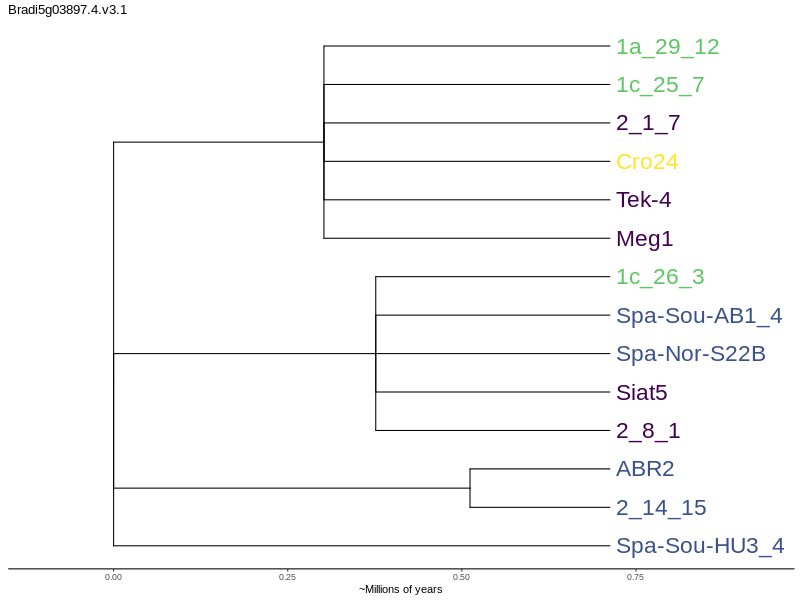 Bradi5g03897.4.v3.1
1a_29_12
1c_25_7
2_1_7
Cro24
Tek-4
Meg1
1c_26_3
Spa-Sou-AB1_4
Spa-Nor-S22B
Siat5
2_8_1
ABR2
2_14_15
Spa-Sou-HU3_4
0.00 0.25 0.50 0.75
~Millions of years